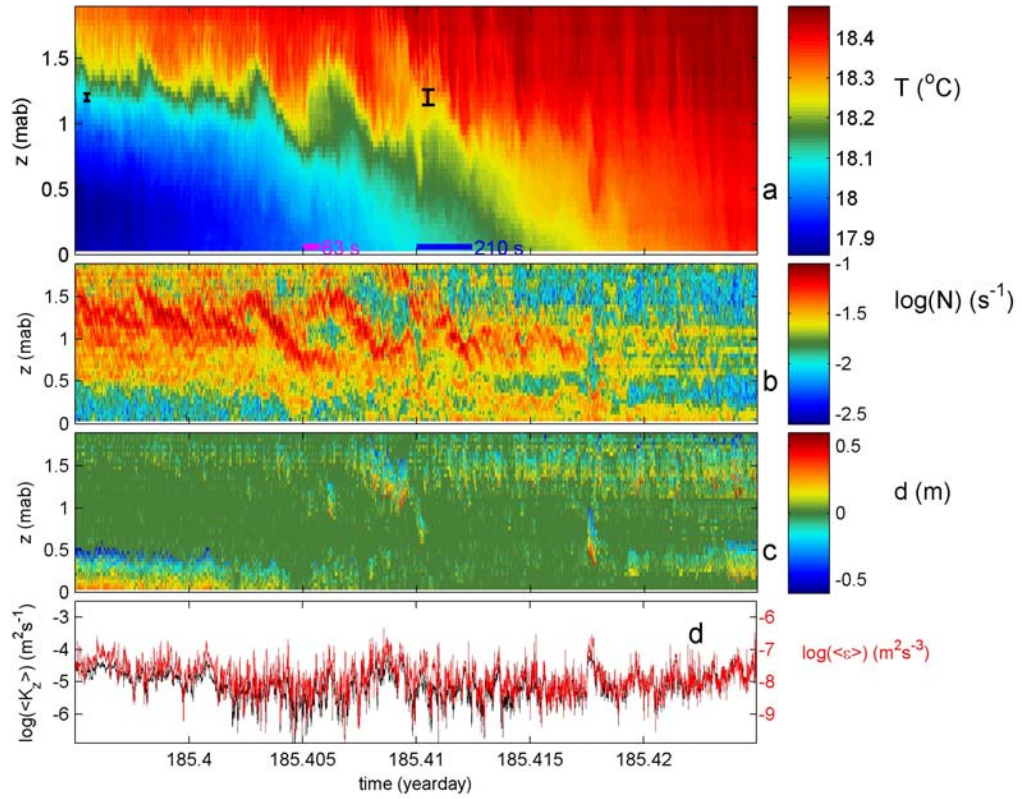 1.5
1
0.5
0
z (mab)
63 s
210 s
a
18.4
18.3
18.2
18.1
18
17.9
T (°C)
1.5
1
0.5
0
z (mab)
b
-1
-1.5
-2
-2.5
log(N) (s⁻¹)
1.5
1
0.5
0
z (mab)
c
0.5
0
-0.5
d (m)
-3
-4
-5
-6
log(<K_z>) (m²s⁻¹)
d
-6
-7
-8
-9
log(<ε>) (m²s⁻³)
185.4 185.405 185.41 185.415 185.42
time (yearday)